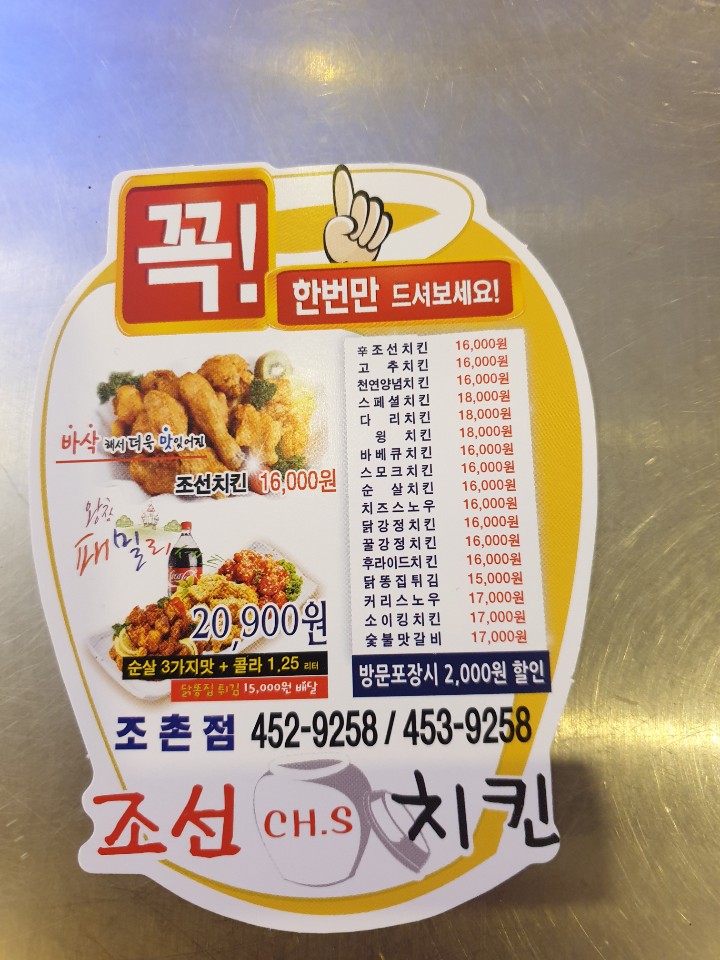 꼭!
한번만 드셔보세요!
辛조선치킨 16,000원
고 추치킨 16,000원
천연양념치킨 16,000원
스페셜치킨 18,000원
다 리치킨 18,000원
윙 치킨 18,000원
바베큐치킨 16,000원
스모크치킨 16,000원
순 살치킨 16,000원
치즈스노우 16,000원
닭강정치킨 16,000원
꿀강정치킨 16,000원
후라이드치킨 16,000원
닭똥집튀김 15,000원
커리스노우 17,000원
소이킹치킨 17,000원
숯불맛갈비 17,000원
방문포장시 2,000원 할인
바삭해서 더욱 맛있어진
조선치킨 16,000원
왕창
패밀리
20,900원
순살 3가지맛 + 콜라 1.25 리터
닭똥집 튀김 15,000원 배달
조촌점 452-9258 / 453-9258
조선 CH.S 치킨